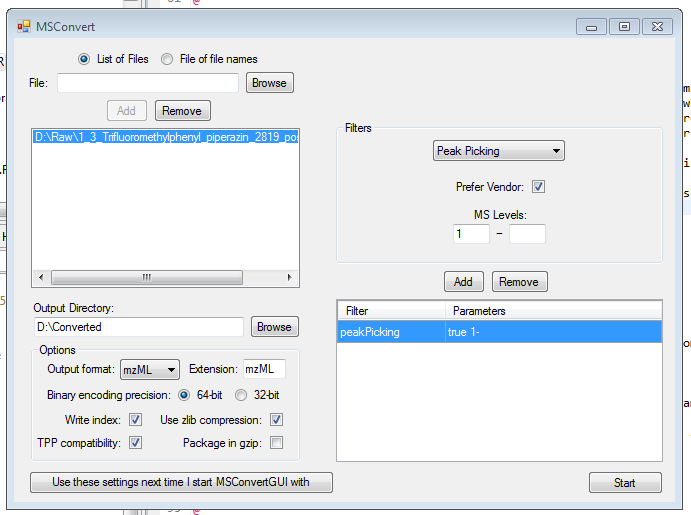 MSConvert
List of Files
File of file names
File:
Browse
Add
Remove
D:\Raw\1_3_Trifluoromethylphenyl_piperazin_2819_pos
Filters
Peak Picking
Prefer Vendor:
MS Levels:
1 -
Add
Remove
Output Directory:
D:\Converted
Browse
Filter Parameters
peakPicking true 1-
Options
Output format: mzML Extension: mzML
Binary encoding precision: 64-bit 32-bit
Write index: Use zlib compression:
TPP compatibility: Package in gzip:
Use these settings next time I start MSConvertGUI with
Start